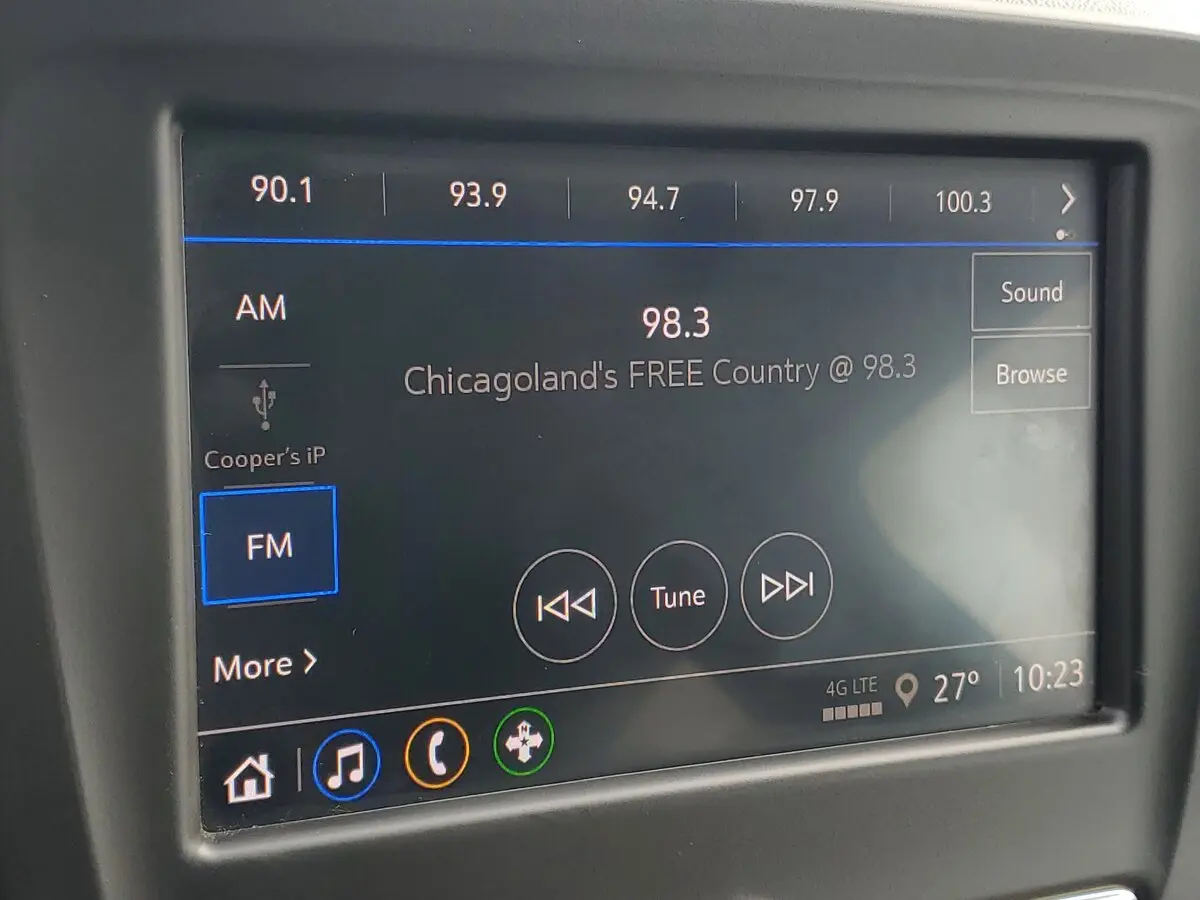 90.1 93.9 94.7 97.9 100.3
AM
98.3
Chicagoland's FREE Country @ 98.3
Sound
Browse
Cooper's iP
FM
Tune
More
4G LTE 27° 10:23